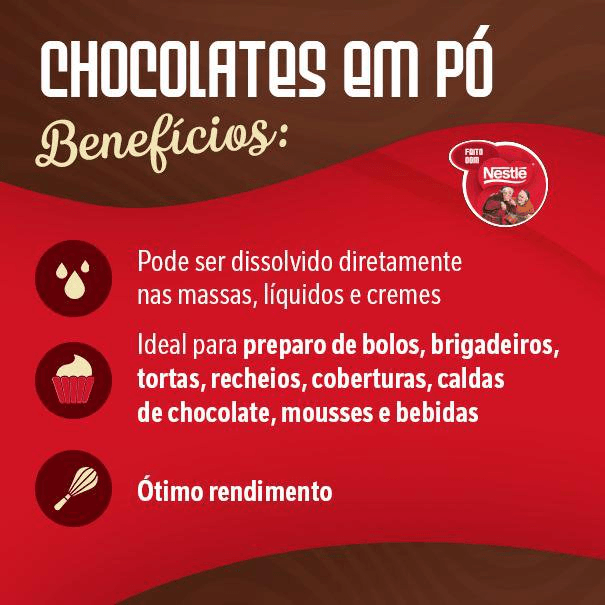 CHOCOLATES EM PÓ
Benefícios:
FEITO
COM
Nestlé
Pode ser dissolvido diretamente
nas massas, líquidos e cremes
Ideal para preparo de bolos, brigadeiros,
tortas, recheios, coberturas, caldas
de chocolate, mousses e bebidas
Ótimo rendimento